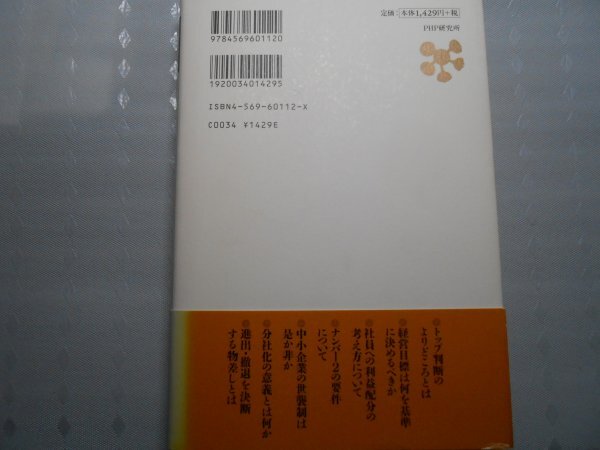 9784569601120
1920034014295
ISBN4-569-60112-X
C0034 ¥1429E
定価：本体1,429円+税
PHP研究所
◎トップ判断の
よりどころとは
◎経営目標は何を基準
に決めるべきか
◎社員への利益配分の
考え方について
◎ナンバー2の要件
について
◎中小企業の世襲制は
是か非か
◎分社化の意義とは何か
◎進出・撤退を決断
する物差しとは